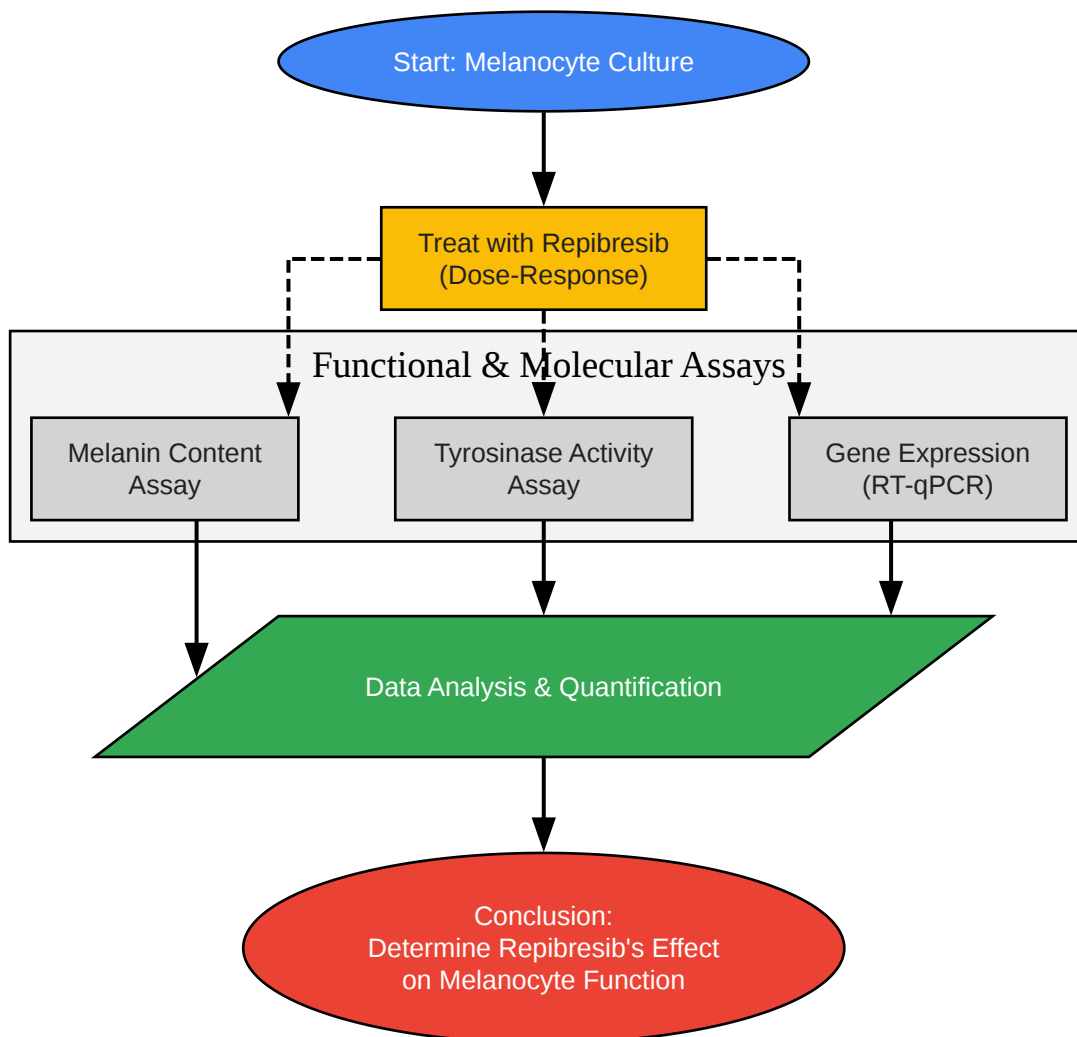 Start: Melanocyte Culture
Treat with Repibresib
(Dose-Response)
Functional & Molecular Assays
Melanin Content
Assay
Tyrosinase Activity
Assay
Gene Expression
(RT-qPCR)
Data Analysis & Quantification
Conclusion:
Determine Repibresib's Effect
on Melanocyte Function